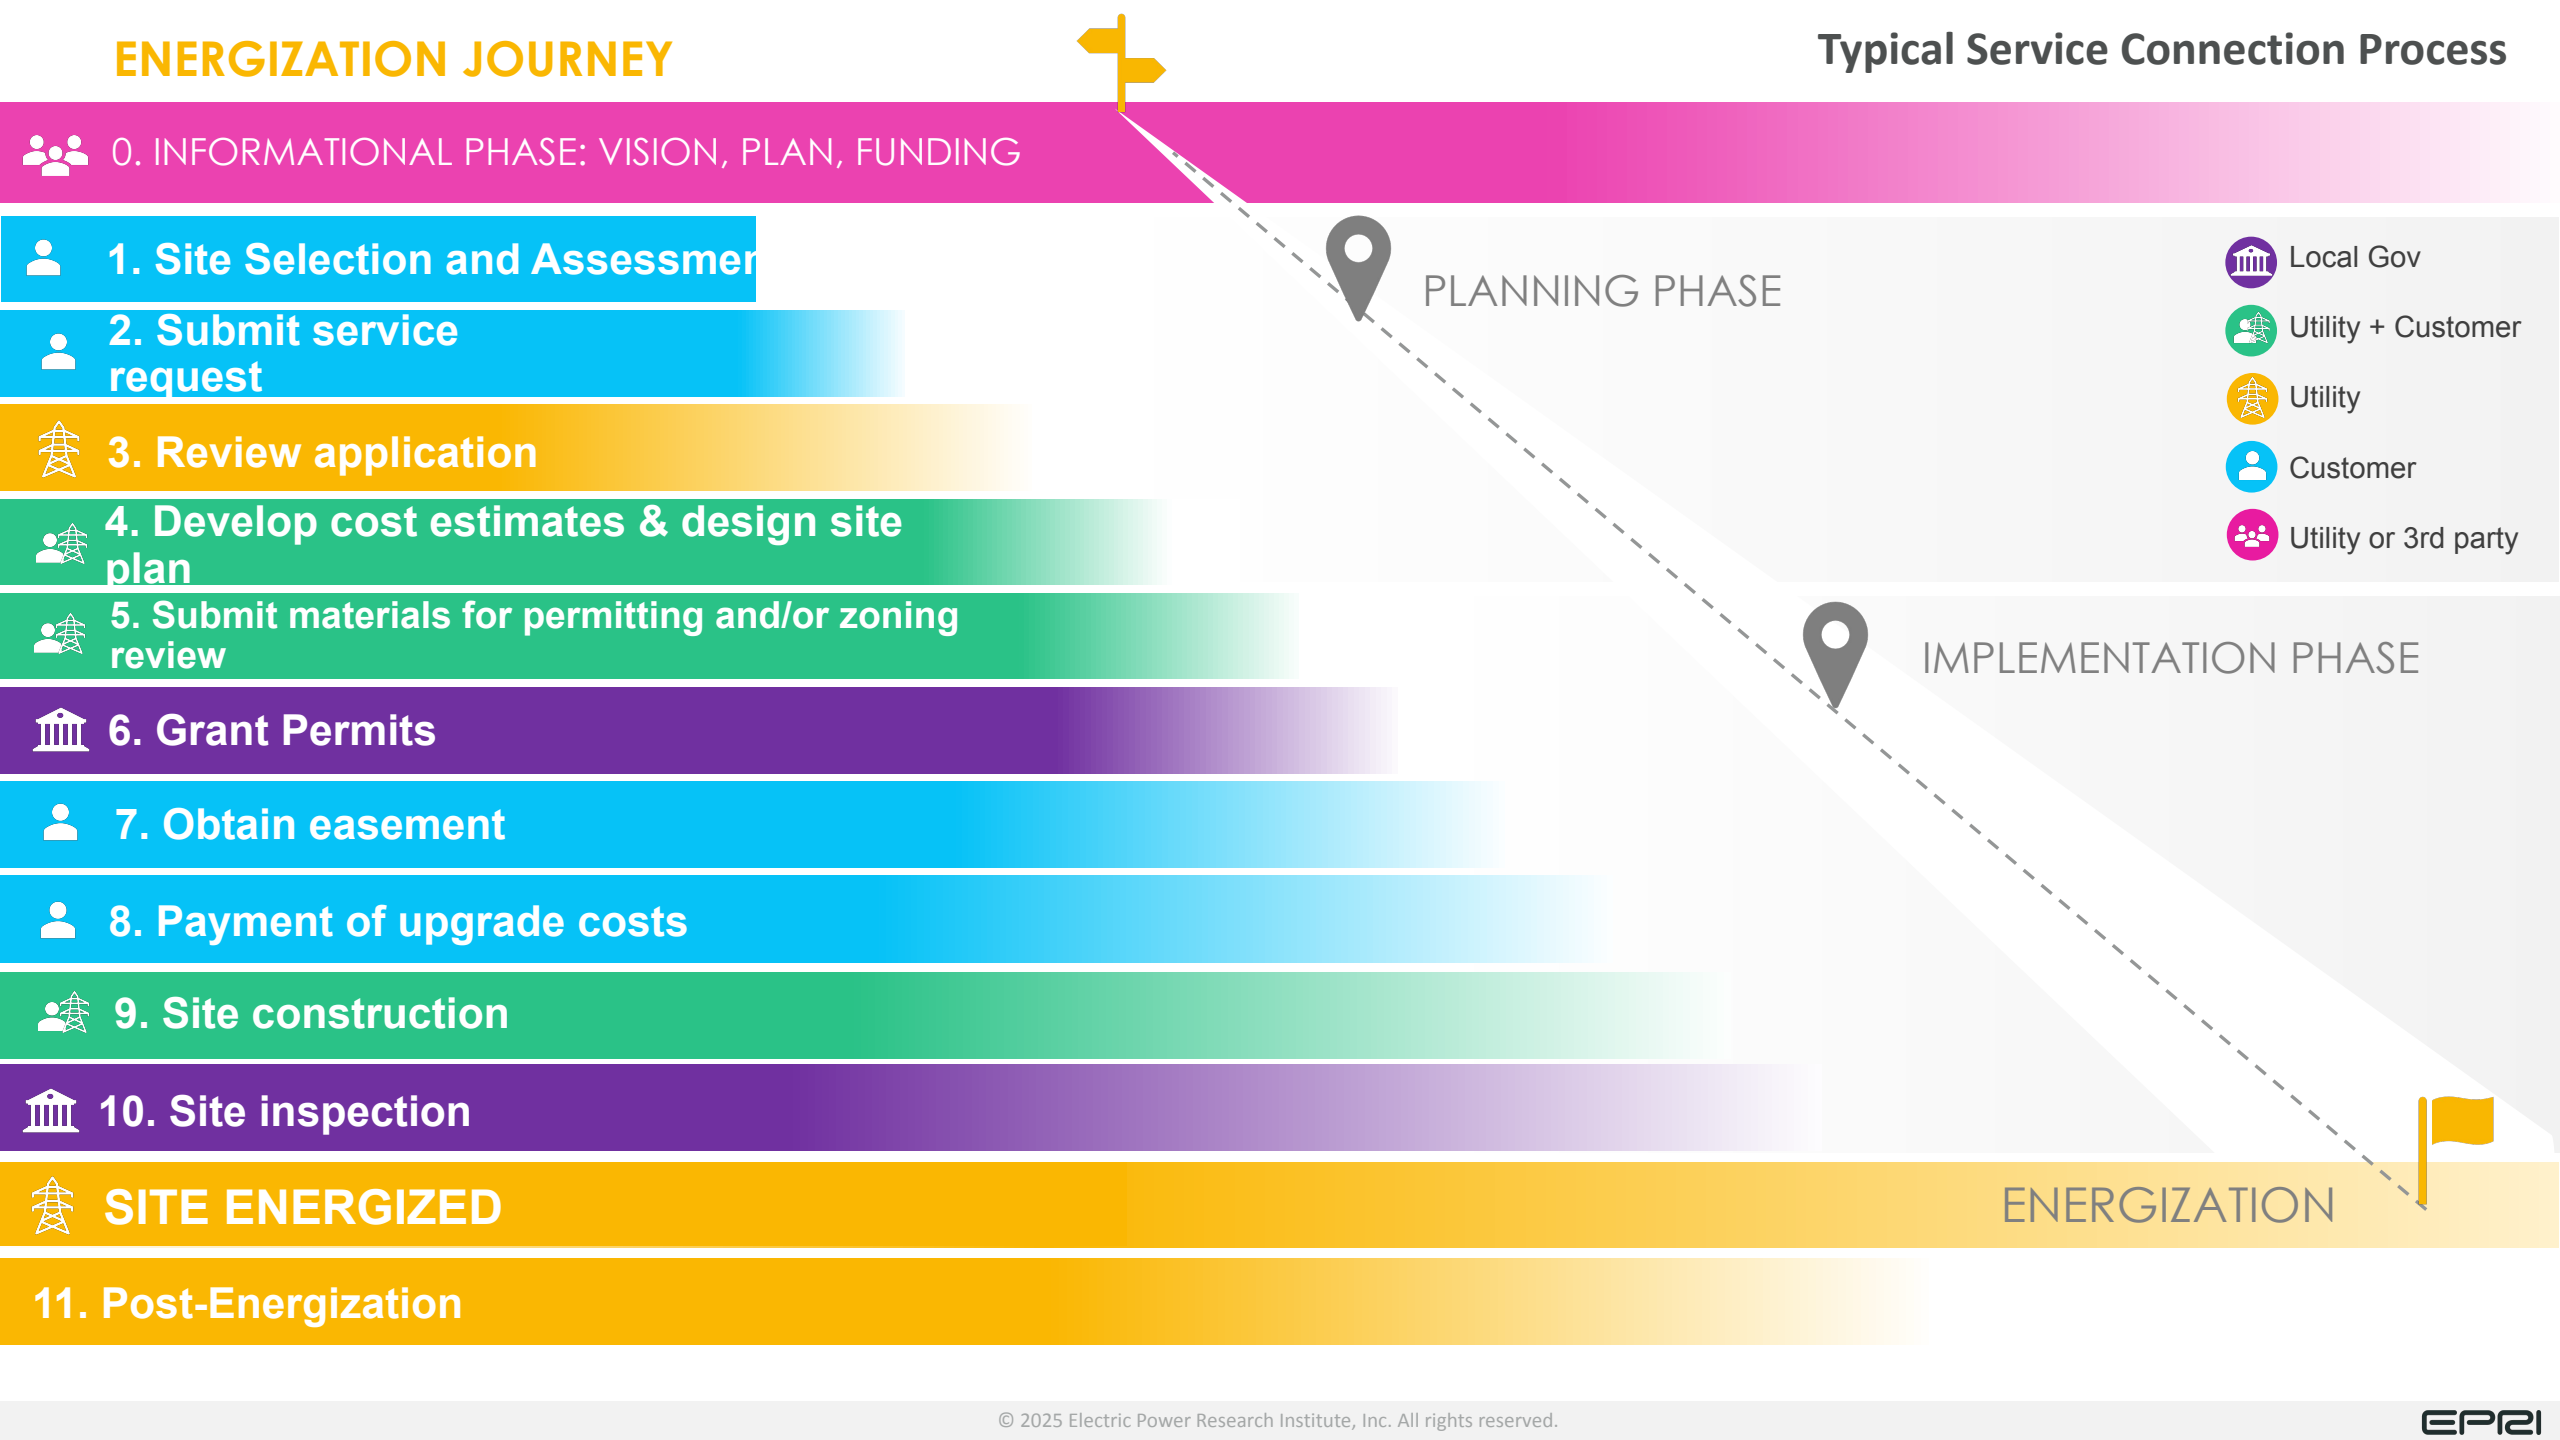 ENERGIZATION JOURNEY
Typical Service Connection Process
0. INFORMATIONAL PHASE: VISION, PLAN, FUNDING
1. Site Selection and Assessmen
2. Submit service
request
3. Review application
4. Develop cost estimates & design site
plan
5. Submit materials for permitting and/or zoning
review
6. Grant Permits
7. Obtain easement
8. Payment of upgrade costs
9. Site construction
10. Site inspection
SITE ENERGIZED
11. Post-Energization
PLANNING PHASE
IMPLEMENTATION PHASE
ENERGIZATION
Local Gov
Utility + Customer
Utility
Customer
Utility or 3rd party
© 2025 Electric Power Research Institute, Inc. All rights reserved.
EPRI